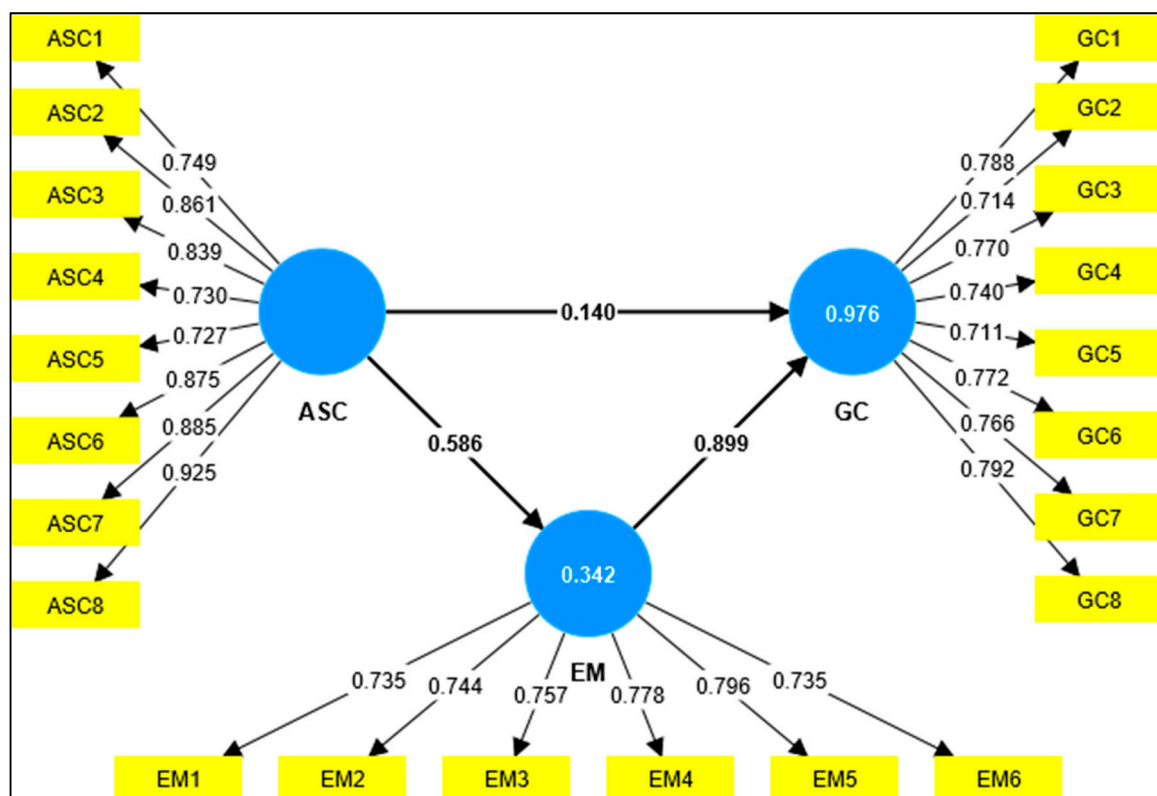 ASC1
ASC2
ASC3
ASC4
ASC5
ASC6
ASC7
ASC8
0.749
0.861
0.839
0.730
0.727
0.875
0.885
0.925
ASC
0.140
0.586
0.899
0.976
GC
0.342
EM
0.788
0.714
0.770
0.740
0.711
0.772
0.766
0.792
GC1
GC2
GC3
GC4
GC5
GC6
GC7
GC8
0.735
0.744
0.757
0.778
0.796
0.735
EM1
EM2
EM3
EM4
EM5
EM6